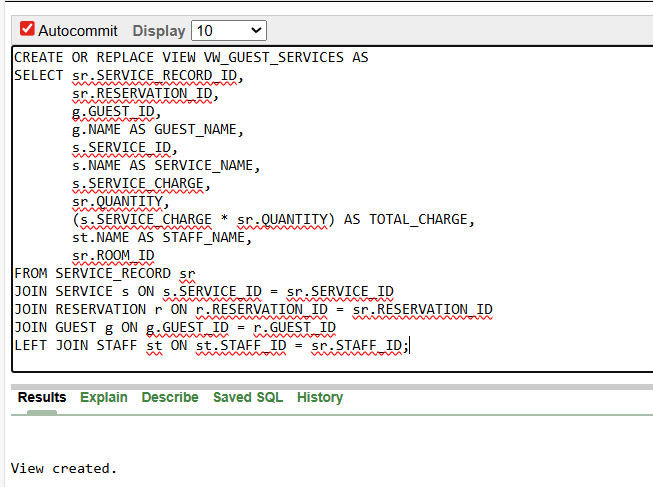 Autocommit Display 10
CREATE OR REPLACE VIEW VW_GUEST_SERVICES AS
SELECT sr.SERVICE_RECORD_ID,
       sr.RESERVATION_ID,
       g.GUEST_ID,
       g.NAME AS GUEST_NAME,
       s.SERVICE_ID,
       s.NAME AS SERVICE_NAME,
       s.SERVICE_CHARGE,
       sr.QUANTITY,
       (s.SERVICE_CHARGE * sr.QUANTITY) AS TOTAL_CHARGE,
       st.NAME AS STAFF_NAME,
       sr.ROOM_ID
FROM SERVICE_RECORD sr
JOIN SERVICE s ON s.SERVICE_ID = sr.SERVICE_ID
JOIN RESERVATION r ON r.RESERVATION_ID = sr.RESERVATION_ID
JOIN GUEST g ON g.GUEST_ID = r.GUEST_ID
LEFT JOIN STAFF st ON st.STAFF_ID = sr.STAFF_ID;
Results Explain Describe Saved SQL History
View created.